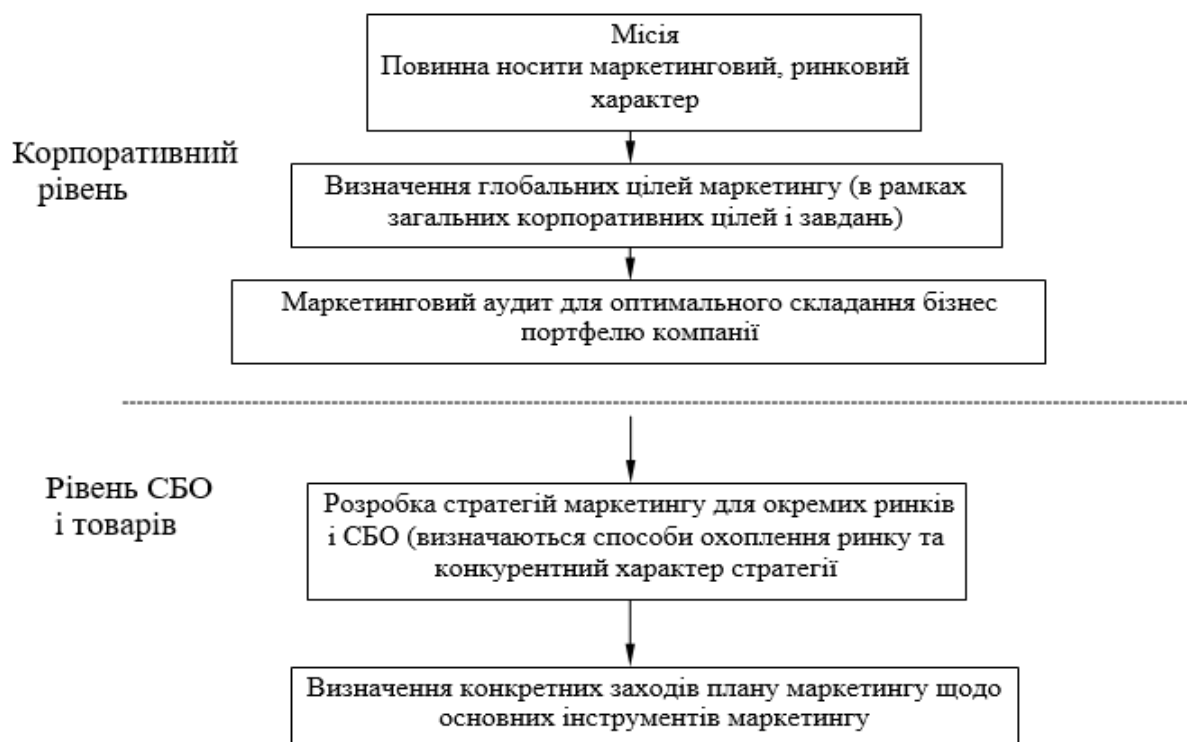 Місія
Повинна носити маркетинговий, ринковий
характер
Корпоративний
рівень
Визначення глобальних цілей маркетингу (в рамках
загальних корпоративних цілей і завдань)
Маркетинговий аудит для оптимального складання бізнес
портфелю компанії
Рівень СБО
і товарів
Розробка стратегій маркетингу для окремих ринків
і СБО (визначаються способи охоплення ринку та
конкурентний характер стратегії
Визначення конкретних заходів плану маркетингу щодо
основних інструментів маркетингу